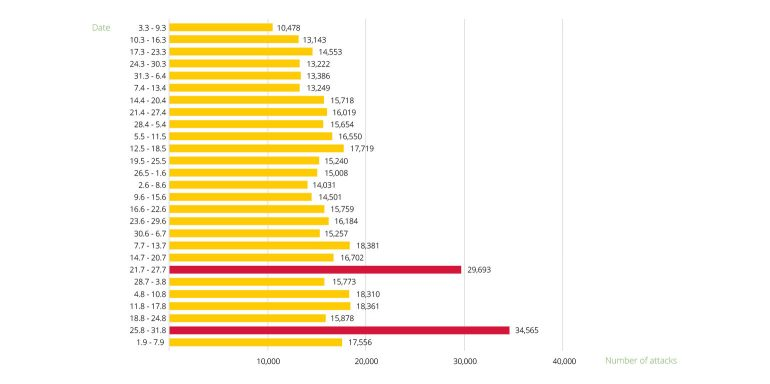 Date
3.3 - 9.3 10,478
10.3 - 16.3 13,143
17.3 - 23.3 14,553
24.3 - 30.3 13,222
31.3 - 6.4 13,386
7.4 - 13.4 13,249
14.4 - 20.4 15,718
21.4 - 27.4 16,019
28.4 - 5.4 15,654
5.5 - 11.5 16,550
12.5 - 18.5 17,719
19.5 - 25.5 15,240
26.5 - 1.6 15,008
2.6 - 8.6 14,031
9.6 - 15.6 14,501
16.6 - 22.6 15,759
23.6 - 29.6 16,184
30.6 - 6.7 15,257
7.7 - 13.7 18,381
14.7 - 20.7 16,702
21.7 - 27.7 29,693
28.7 - 3.8 15,773
4.8 - 10.8 18,310
11.8 - 17.8 18,361
18.8 - 24.8 15,878
25.8 - 31.8 34,565
1.9 - 7.9 17,556
10,000 20,000 30,000 40,000 Number of attacks